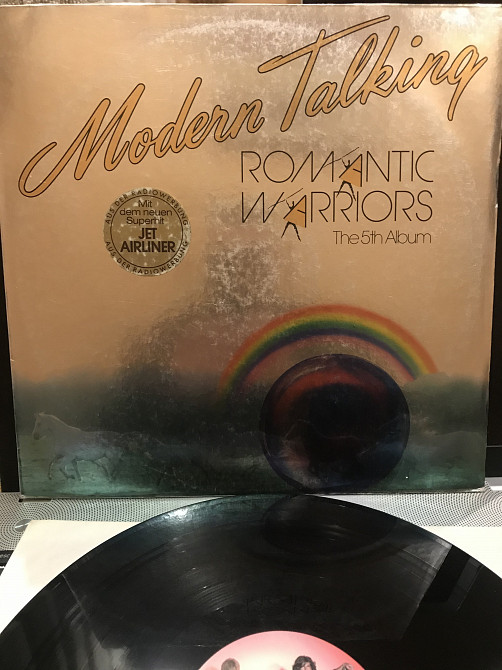 Modern Talking
ROMANTIC
WARRIORS
The 5th Album
AUS DER RADIOWERBUNG
Mit
dem neuen
Superhit
JET
AIRLINER
AUS DER RADIOWERBUNG